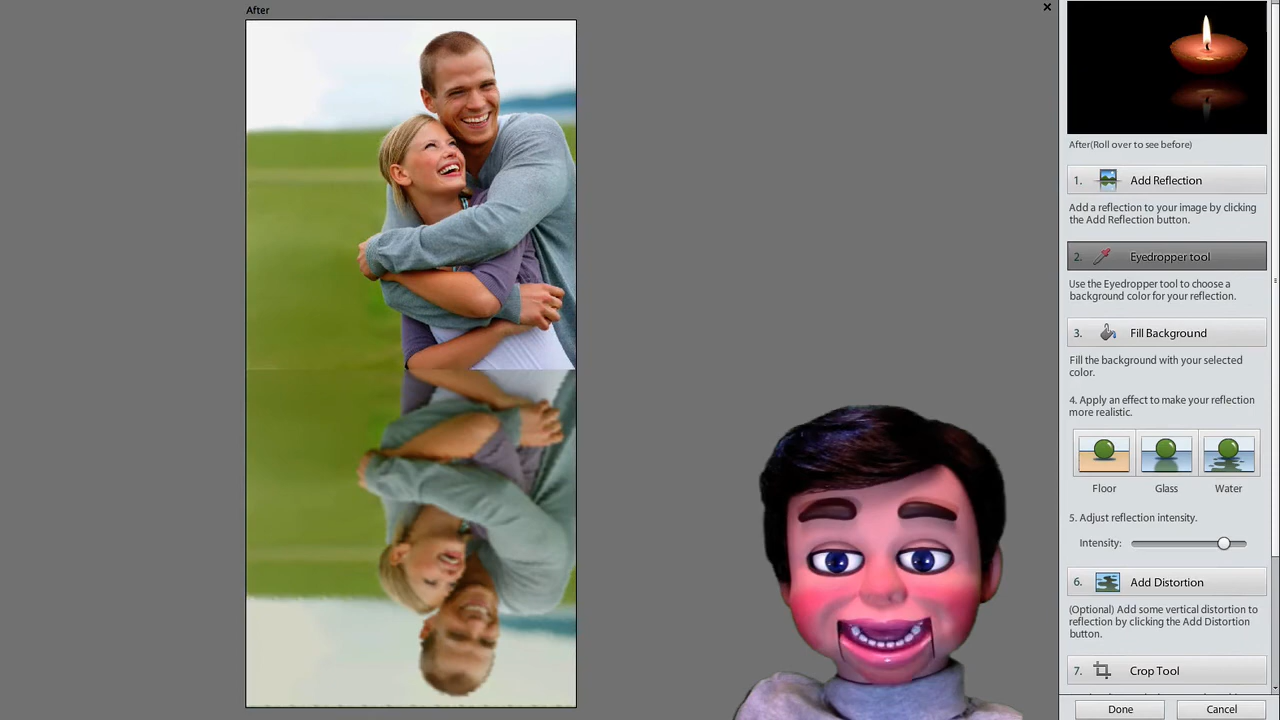 After
×
After(Roll over to see before)
1. Add Reflection
Add a reflection to your image by clicking
the Add Reflection button.
2. Eyedropper tool
Use the Eyedropper tool to choose a
background color for your reflection.
3. Fill Background
Fill the background with your selected
color.
4. Apply an effect to make your reflection
more realistic.
Floor Glass Water
5. Adjust reflection intensity.
Intensity:
6. Add Distortion
(Optional) Add some vertical distortion to
reflection by clicking the Add Distortion
button.
7. Crop Tool
Done Cancel